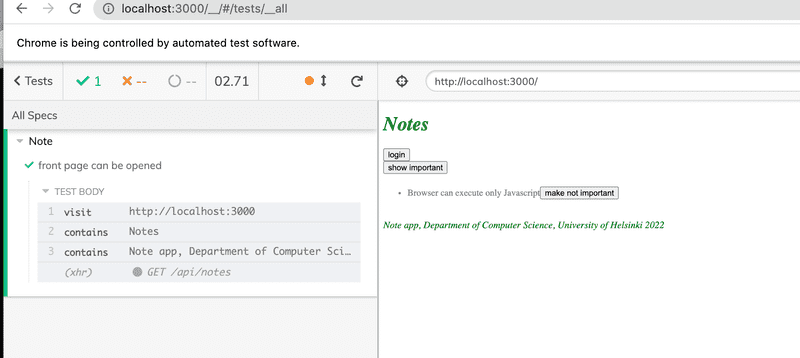 localhost:3000/__/#/tests/__all
Chrome is being controlled by automated test software.
Tests 1 -- -- 02.71
http://localhost:3000/
All Specs
Note
front page can be opened
TEST BODY
1 visit http://localhost:3000
2 contains Notes
3 contains Note app, Department of Computer Sci…
(xhr) GET /api/notes
Notes
login
show important
• Browser can execute only Javascript make not important
Note app, Department of Computer Science, University of Helsinki 2022